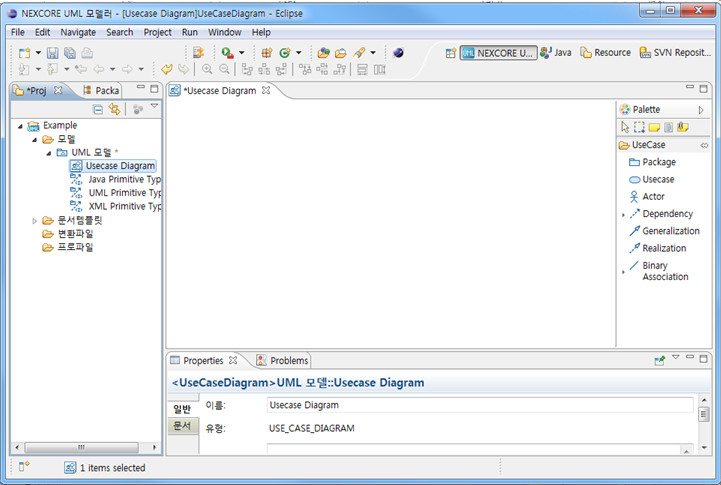 NEXCORE UML 모델러 - [Usecase Diagram]UseCaseDiagram - Eclipse
File Edit Navigate Search Project Run Window Help
NEXCORE U... Java Resource SVN Reposit...
*Proj Packa
*Usecase Diagram
Palette
Example
모델
UML 모델 *
Usecase Diagram
Java Primitive Typ
UML Primitive Typ
XML Primitive Typ
문서템플릿
변환파일
프로파일
UseCase
Package
Usecase
Actor
Dependency
Generalization
Realization
Binary
Association
Properties Problems
<UseCaseDiagram>UML 모델::Usecase Diagram
일반
문서
이름: Usecase Diagram
유형: USE_CASE_DIAGRAM
1 items selected